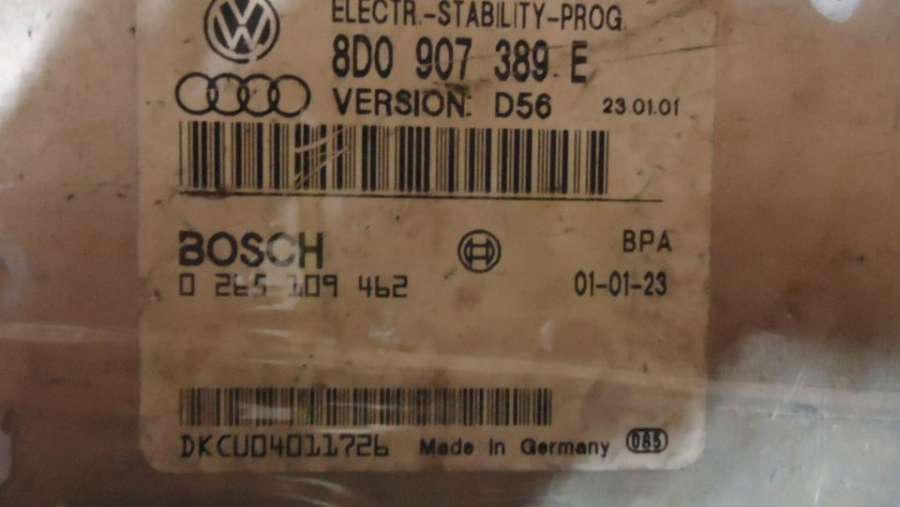 ELECTR.-STABILITY-PROG.
8D0 907 389 E
VERSION: D56 23.01.01
BOSCH BPA
0 265 109 462 01-01-23
DKCU04011726 Made in Germany 085